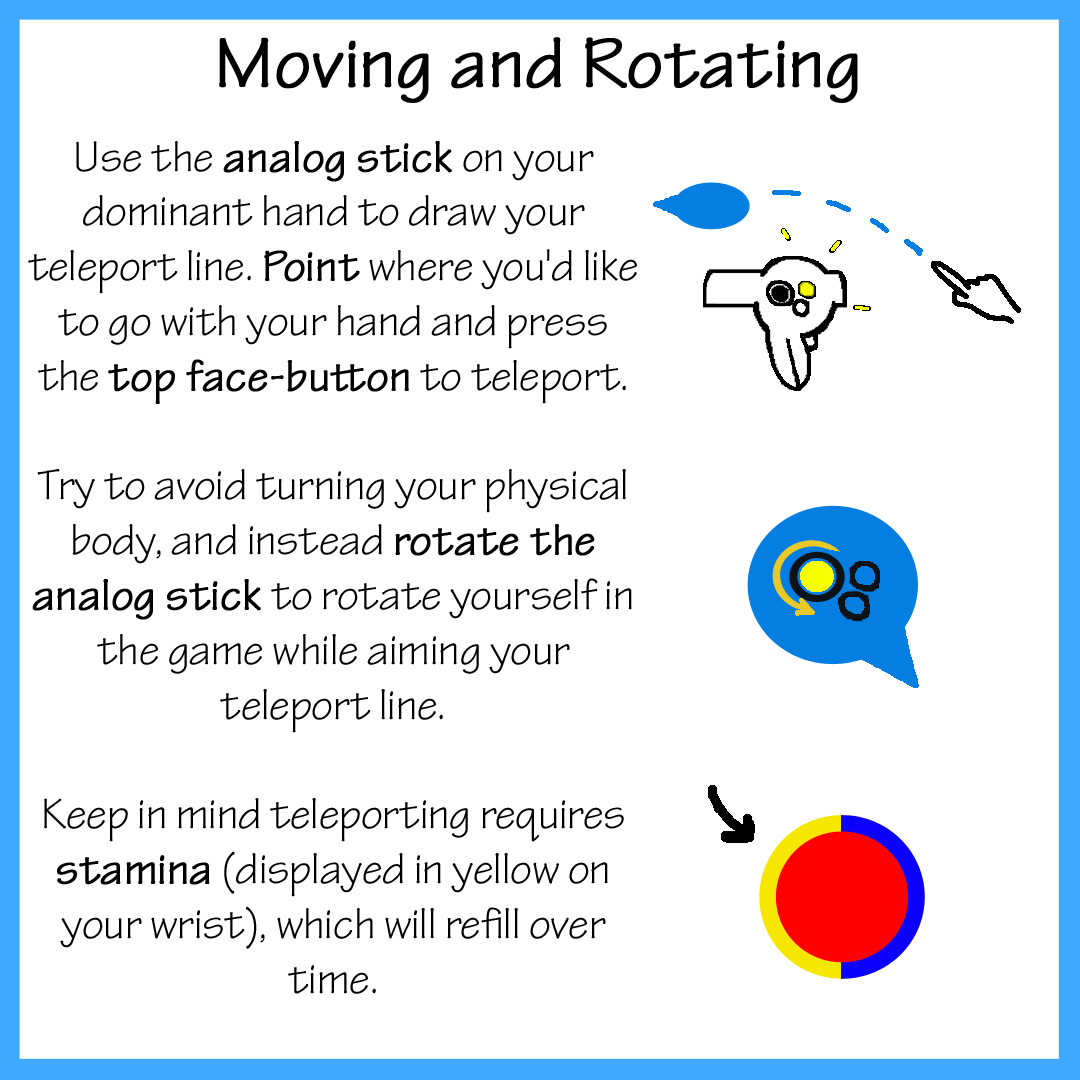 Moving and Rotating
Use the analog stick on your
dominant hand to draw your
teleport line. Point where you'd like
to go with your hand and press
the top face-button to teleport.
Try to avoid turning your physical
body, and instead rotate the
analog stick to rotate yourself in
the game while aiming your
teleport line.
Keep in mind teleporting requires
stamina (displayed in yellow on
your wrist), which will refill over
time.